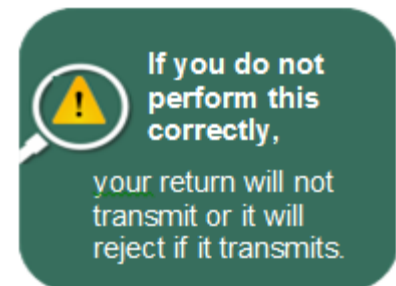 If you do not
perform this
correctly,
your return will not
transmit or it will
reject if it transmits.